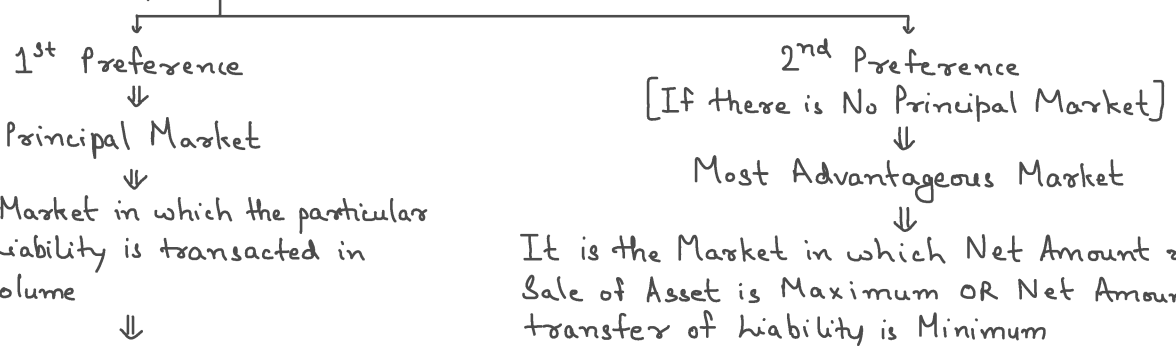 1st Preference
⇓
Principal Market
⇓
Market in which the particular
iability is transacted in
olume
⇓
2nd Preference
[If there is No Principal Market]
⇓
Most Advantageous Market
⇓
It is the Market in which Net Amount
Sale of Asset is Maximum OR Net Amoun
transfer of Liability is Minimum